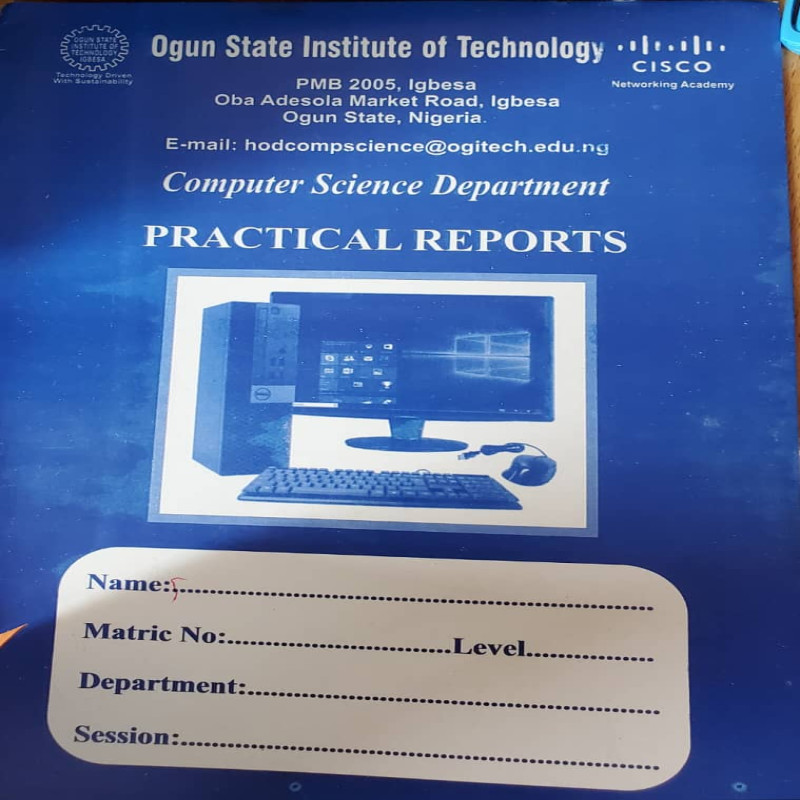 OGUN STATE
INSTITUTE OF
TECHNOLOGY
IGBESA
Technology Driven
With Sustainability
Ogun State Institute of Technology
CISCO
Networking Academy
PMB 2005, Igbesa
Oba Adesola Market Road, Igbesa
Ogun State, Nigeria.
E-mail: hodcompscience@ogitech.edu.ng
Computer Science Department
PRACTICAL REPORTS
DELL
Name:..........................................................................
Matric No:...................................Level....................
Department:..................................................................
Session:.........................................................................